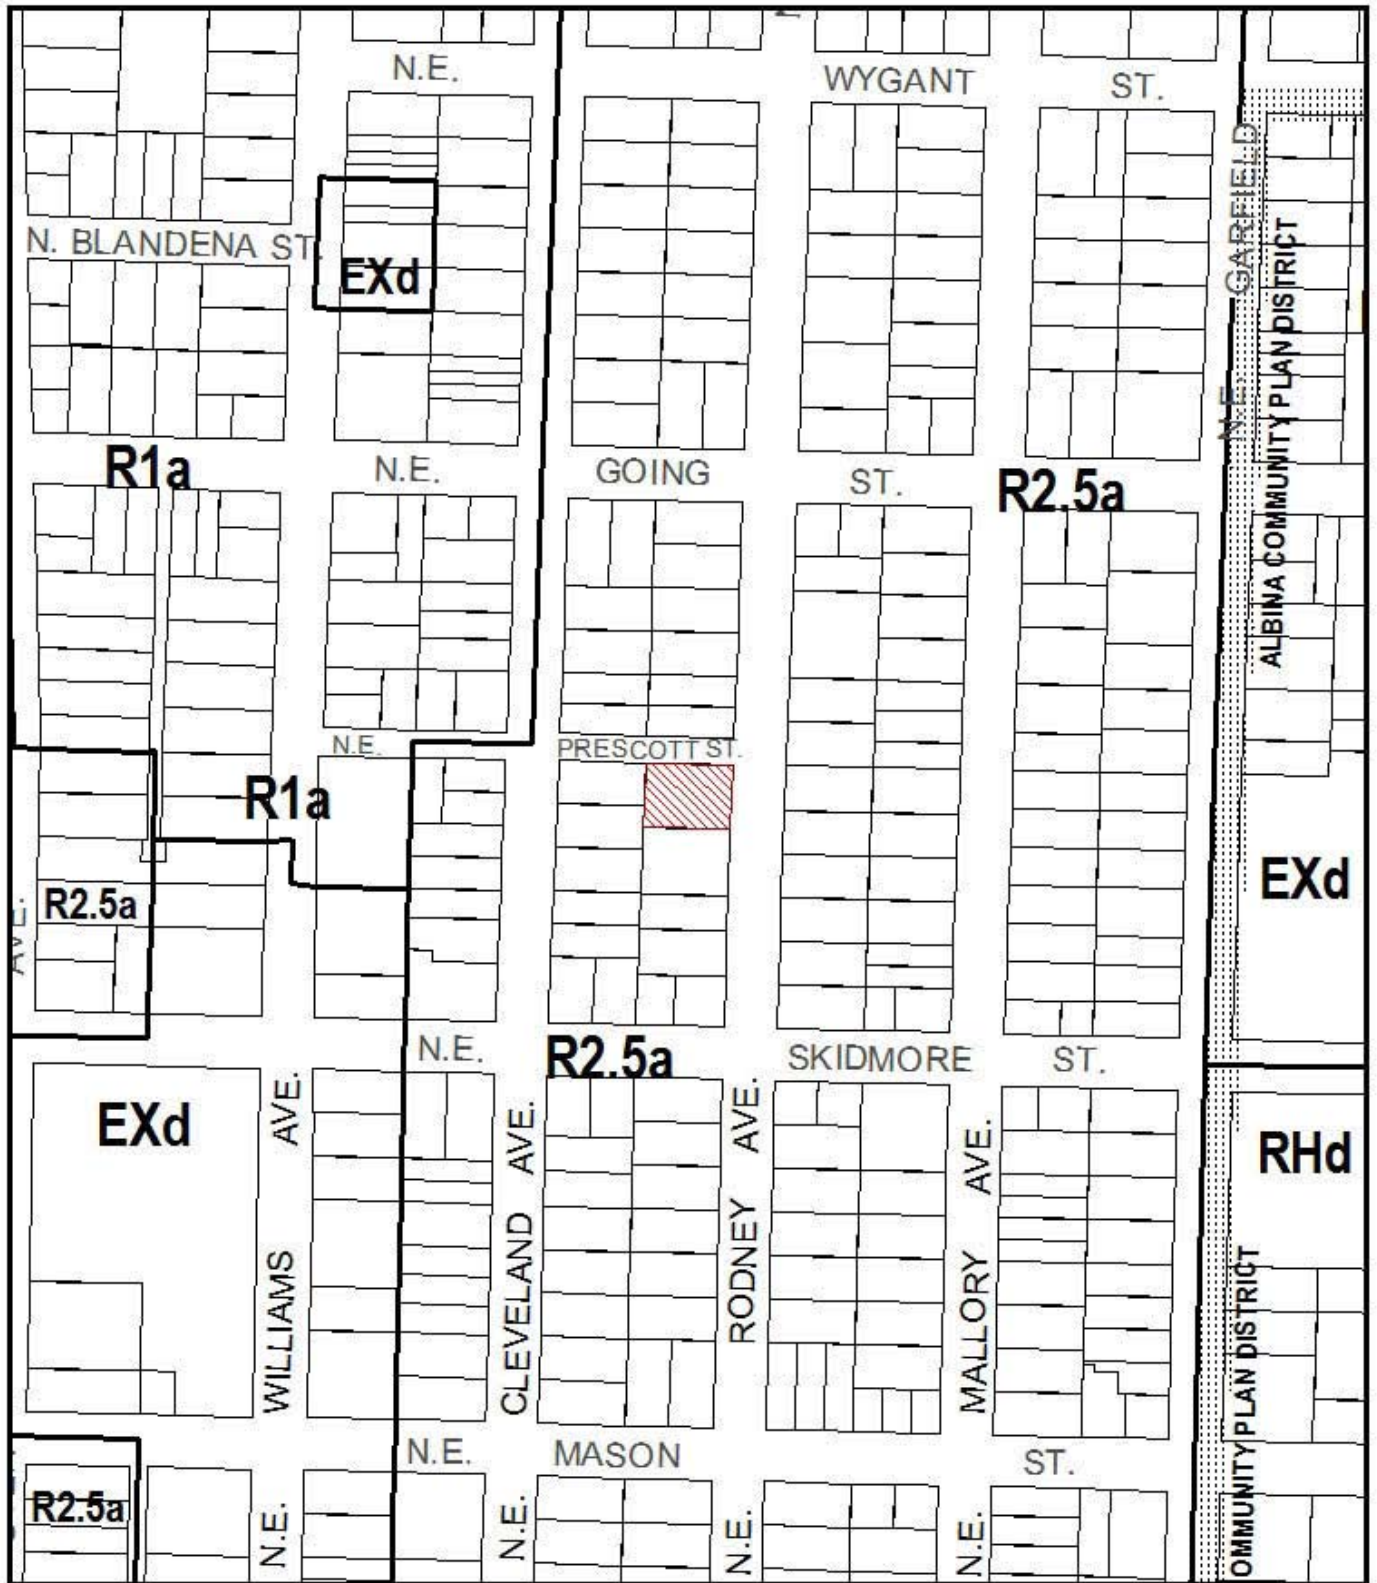 N.E. WYGANT ST.
N. BLANDENA ST.
EXd
N.E. GARFIELD
ALBINA COMMUNITY PLAN DISTRICT
R1a
N.E. GOING ST.
R2.5a
N.E. PRESCOTT ST.
R1a
R2.5a
AVE.
EXd
N.E. SKIDMORE ST.
R2.5a
EXd
RHd
N.E. WILLIAMS AVE.
N.E. CLEVELAND AVE.
N.E. RODNEY AVE.
N.E. MALLORY AVE.
OMMUNITY PLAN DISTRICT
N.E. MASON ST.
R2.5a